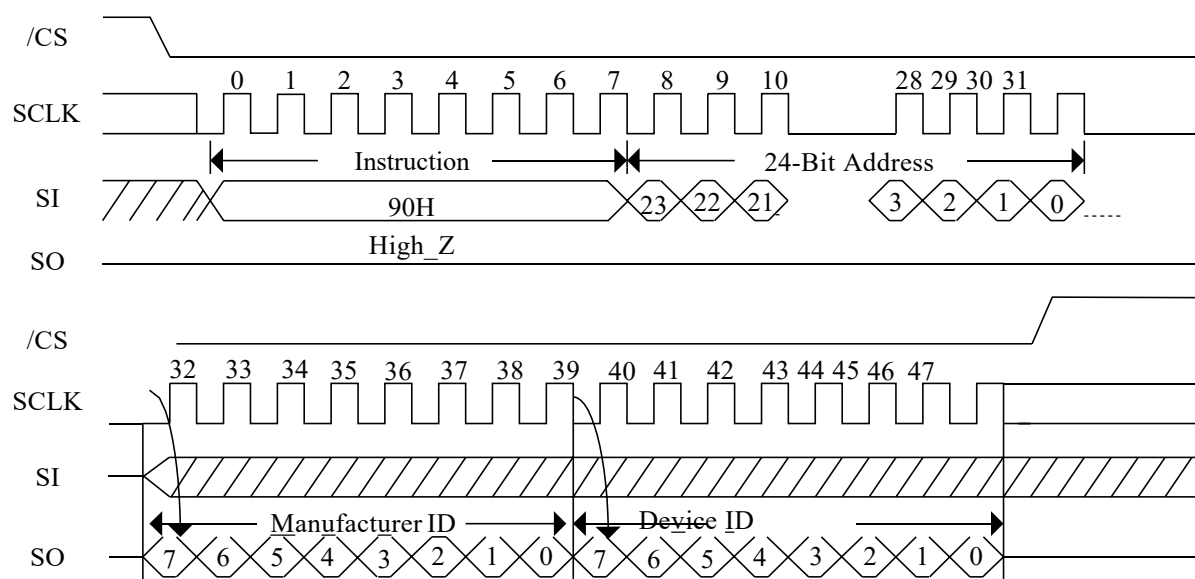 /CS
0 1 2 3 4 5 6 7 8 9 10 28 29 30 31
SCLK
Instruction 24-Bit Address
SI 90H 23 22 21 3 2 1 0
High_Z
SO
/CS
32 33 34 35 36 37 38 39 40 41 42 43 44 45 46 47
SCLK
SI
Manufacturer ID Device ID
SO 7 6 5 4 3 2 1 0 7 6 5 4 3 2 1 0